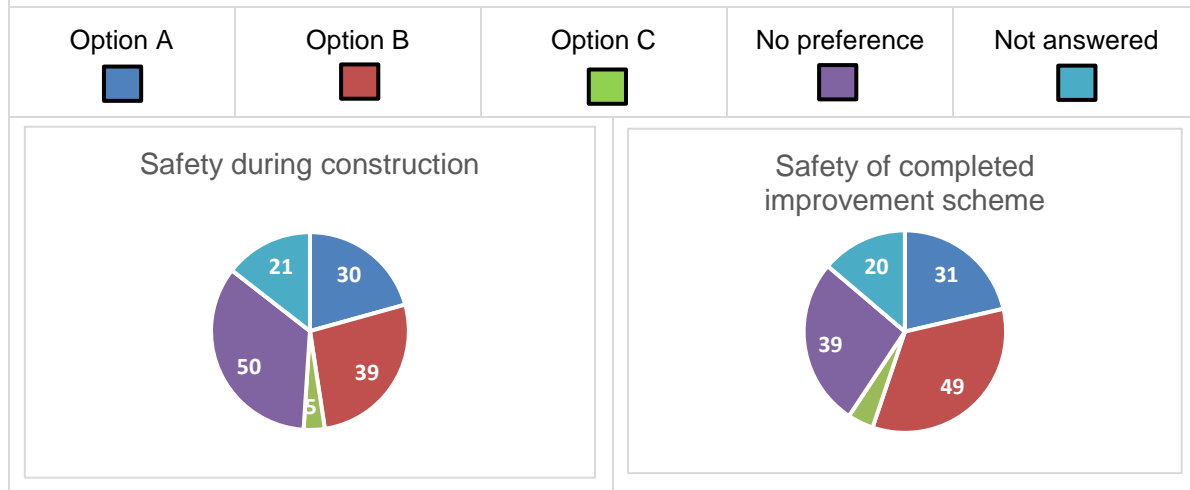 Option A
Option B
Option C
No preference
Not answered
Safety during construction
21
30
50
39
5
Safety of completed
improvement scheme
20
31
39
49